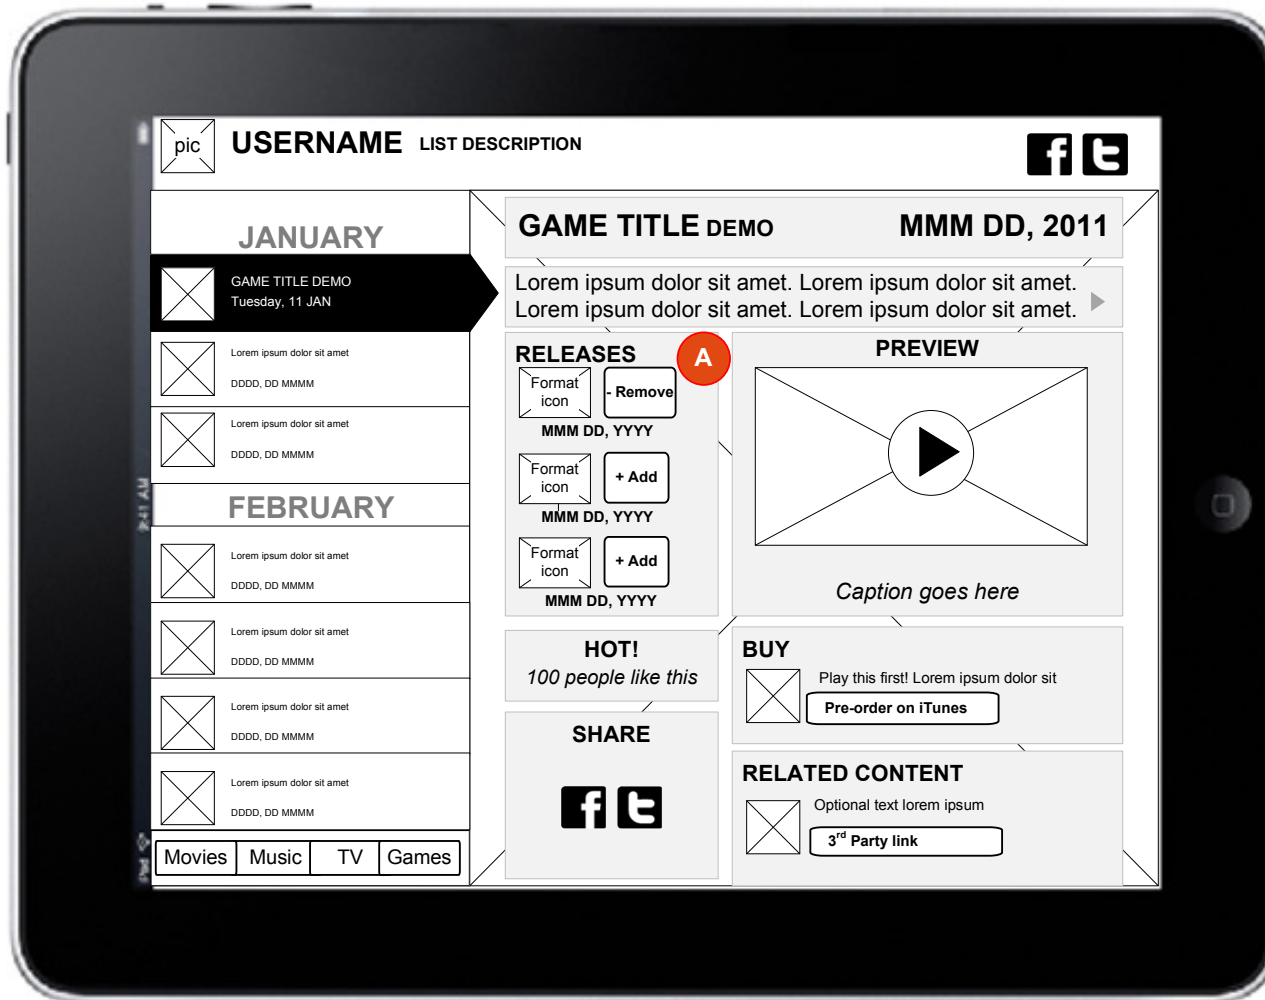 pic
USERNAME LIST DESCRIPTION
JANUARY
GAME TITLE DEMO
Tuesday, 11 JAN
Lorem ipsum dolor sit amet
DDDD, DD MMMM
Lorem ipsum dolor sit amet
DDDD, DD MMMM
FEBRUARY
Lorem ipsum dolor sit amet
DDDD, DD MMMM
Lorem ipsum dolor sit amet
DDDD, DD MMMM
Lorem ipsum dolor sit amet
DDDD, DD MMMM
Lorem ipsum dolor sit amet
DDDD, DD MMMM
Movies Music TV Games
GAME TITLE DEMO MMM DD, 2011
Lorem ipsum dolor sit amet. Lorem ipsum dolor sit amet.
Lorem ipsum dolor sit amet. Lorem ipsum dolor sit amet.
RELEASES
A
Format
icon
- Remove
MMM DD, YYYY
Format
icon
+ Add
MMM DD, YYYY
Format
icon
+ Add
MMM DD, YYYY
PREVIEW
Caption goes here
HOT!
100 people like this
SHARE
BUY
Play this first! Lorem ipsum dolor sit
Pre-order on iTunes
RELATED CONTENT
Optional text lorem ipsum
3rd Party link
9:41 AM
iPad